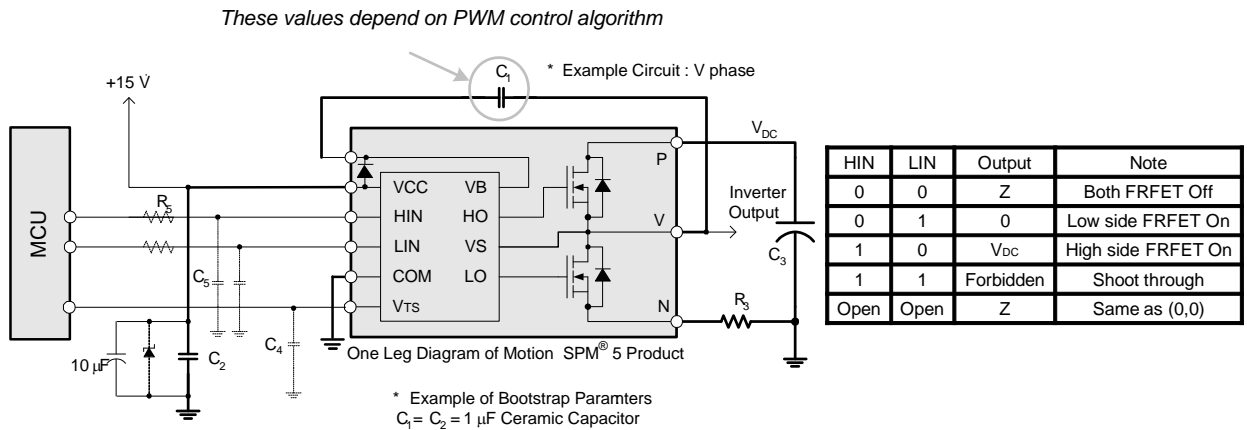 These values depend on PWM control algorithm
+15 V
C1
* Example Circuit : V phase
MCU
R5
C5
10 µF
C2
C4
VCC
HIN
LIN
COM
VTS
VB
HO
VS
LO
P
V
N
VDC
Inverter
Output
C3
R3
One Leg Diagram of Motion SPM® 5 Product
* Example of Bootstrap Paramters
C1= C2 = 1 µF Ceramic Capacitor
HIN LIN Output Note
0 0 Z Both FRFET Off
0 1 0 Low side FRFET On
1 0 VDC High side FRFET On
1 1 Forbidden Shoot through
Open Open Z Same as (0,0)